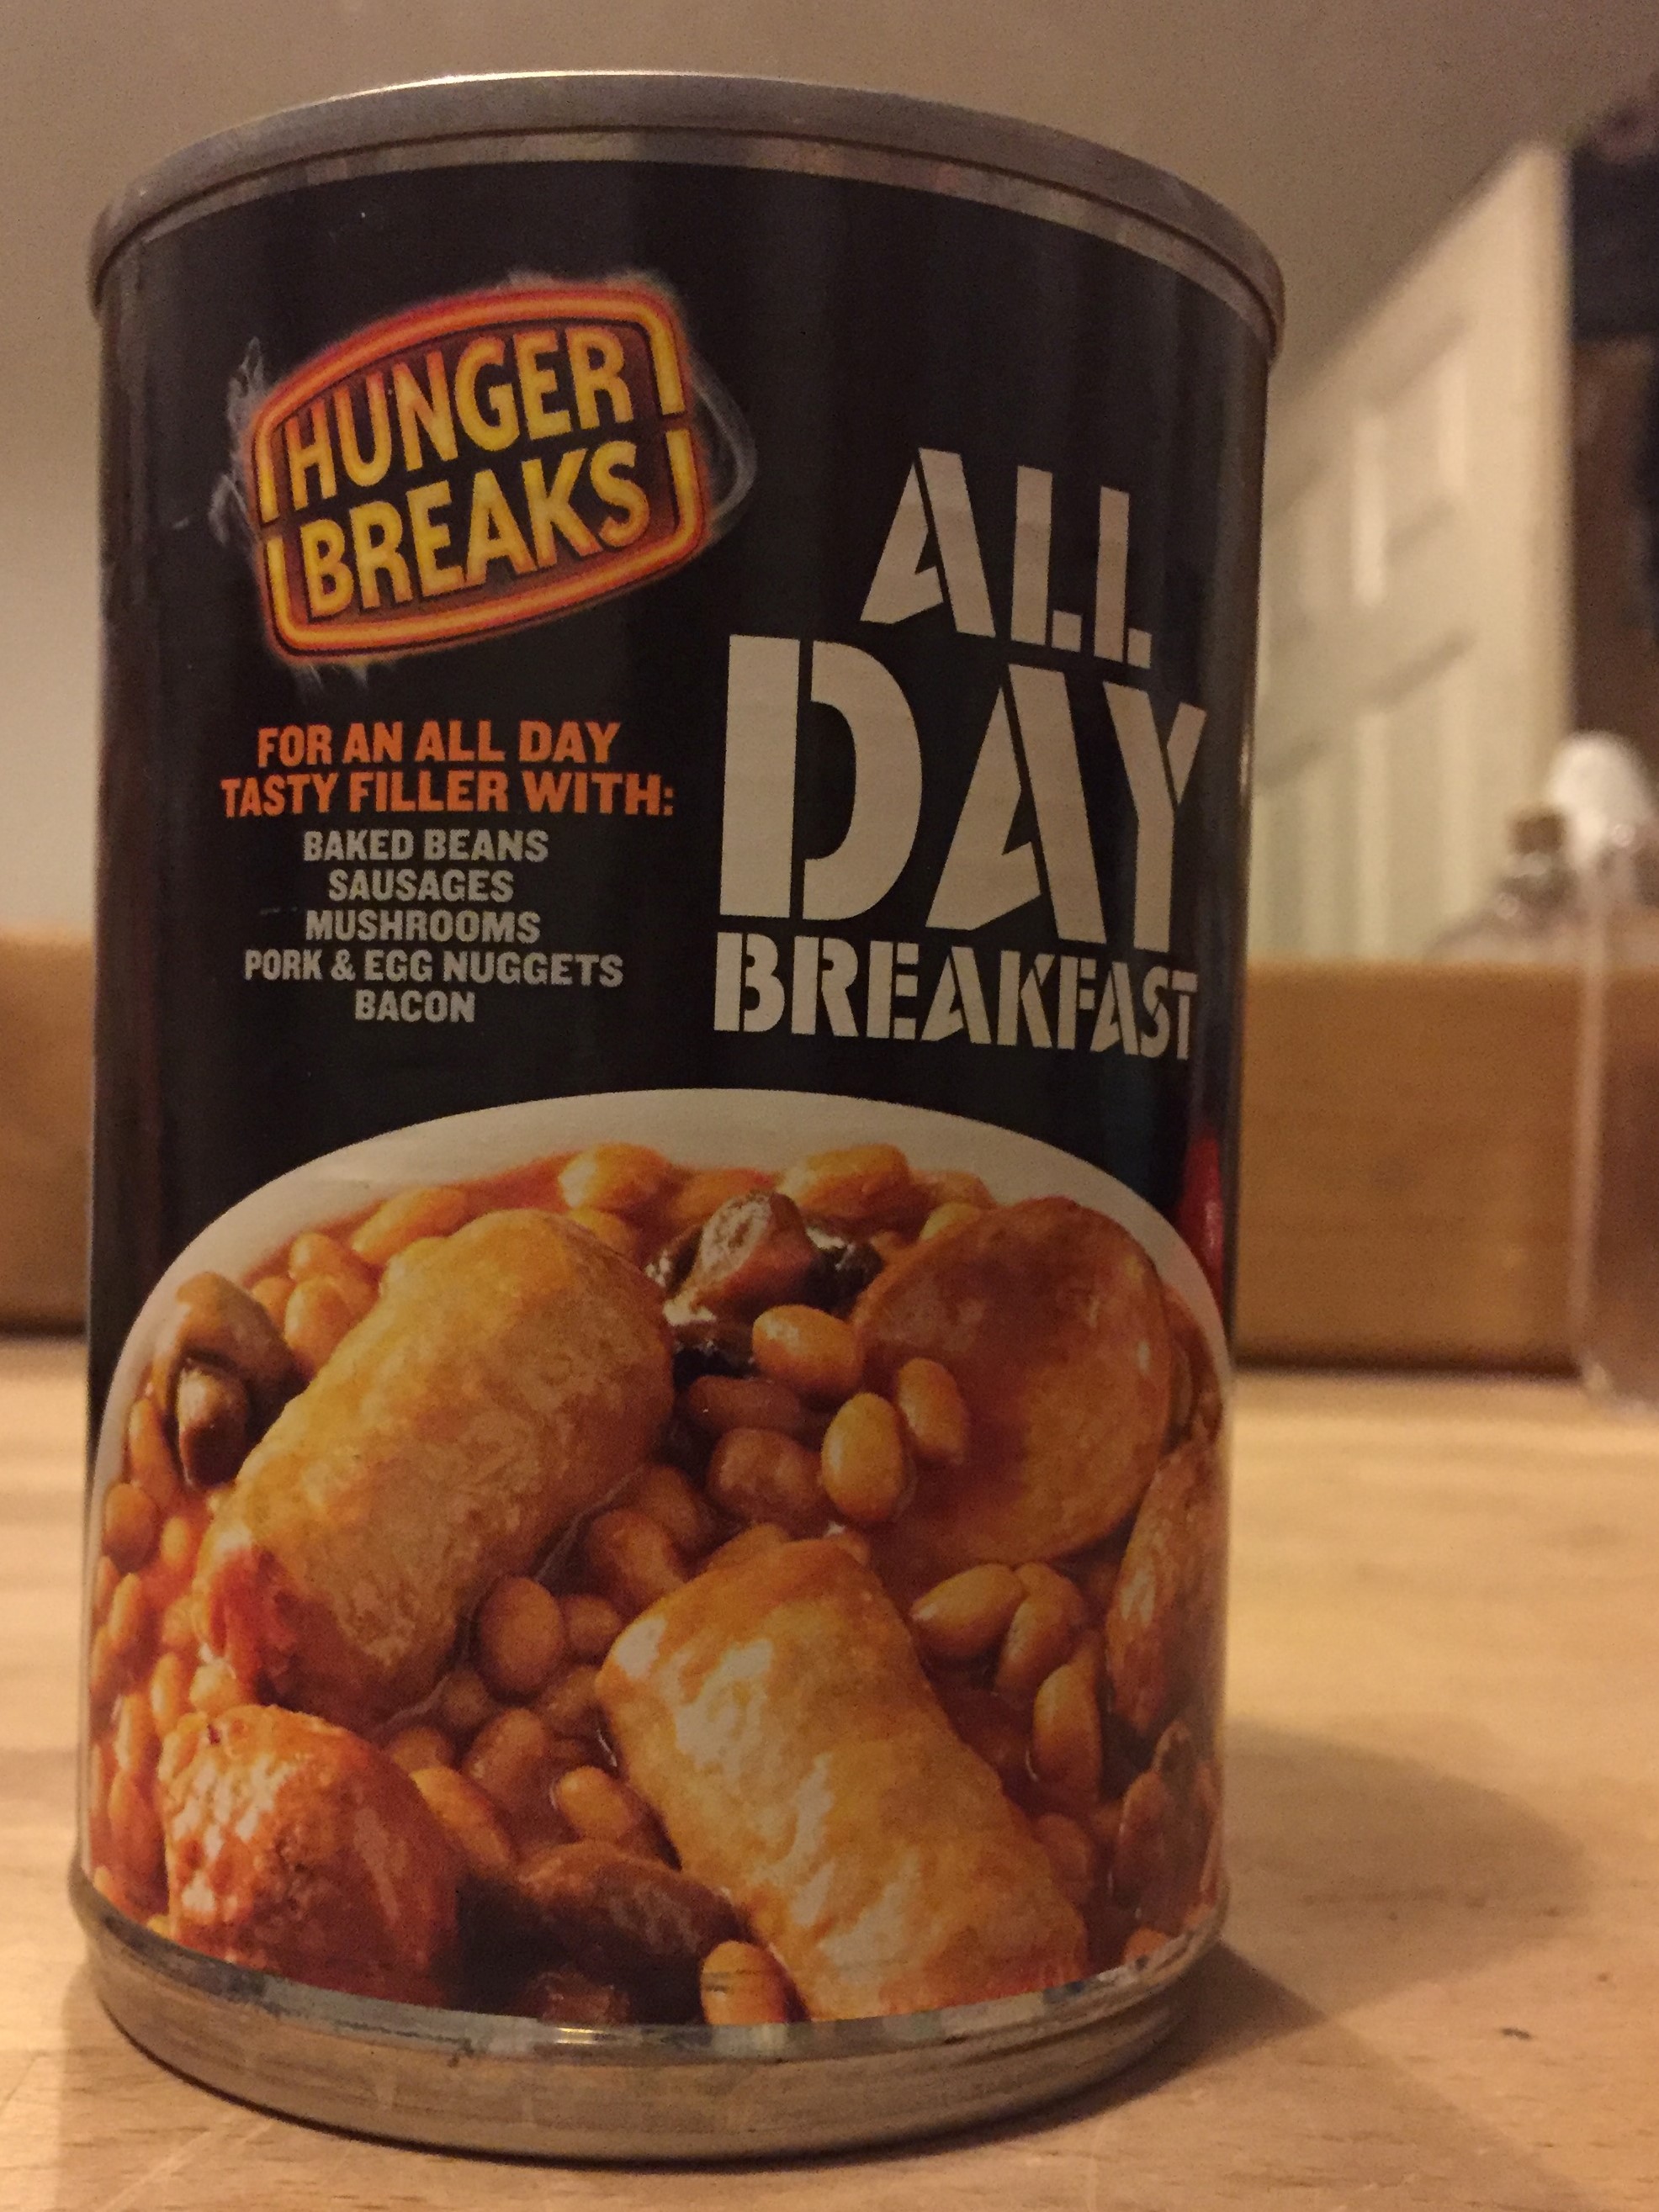 HUNGER
BREAKS
FOR AN ALL DAY
TASTY FILLER WITH:
BAKED BEANS
SAUSAGES
MUSHROOMS
PORK & EGG NUGGETS
BACON
ALL
DAY
BREAKFAST